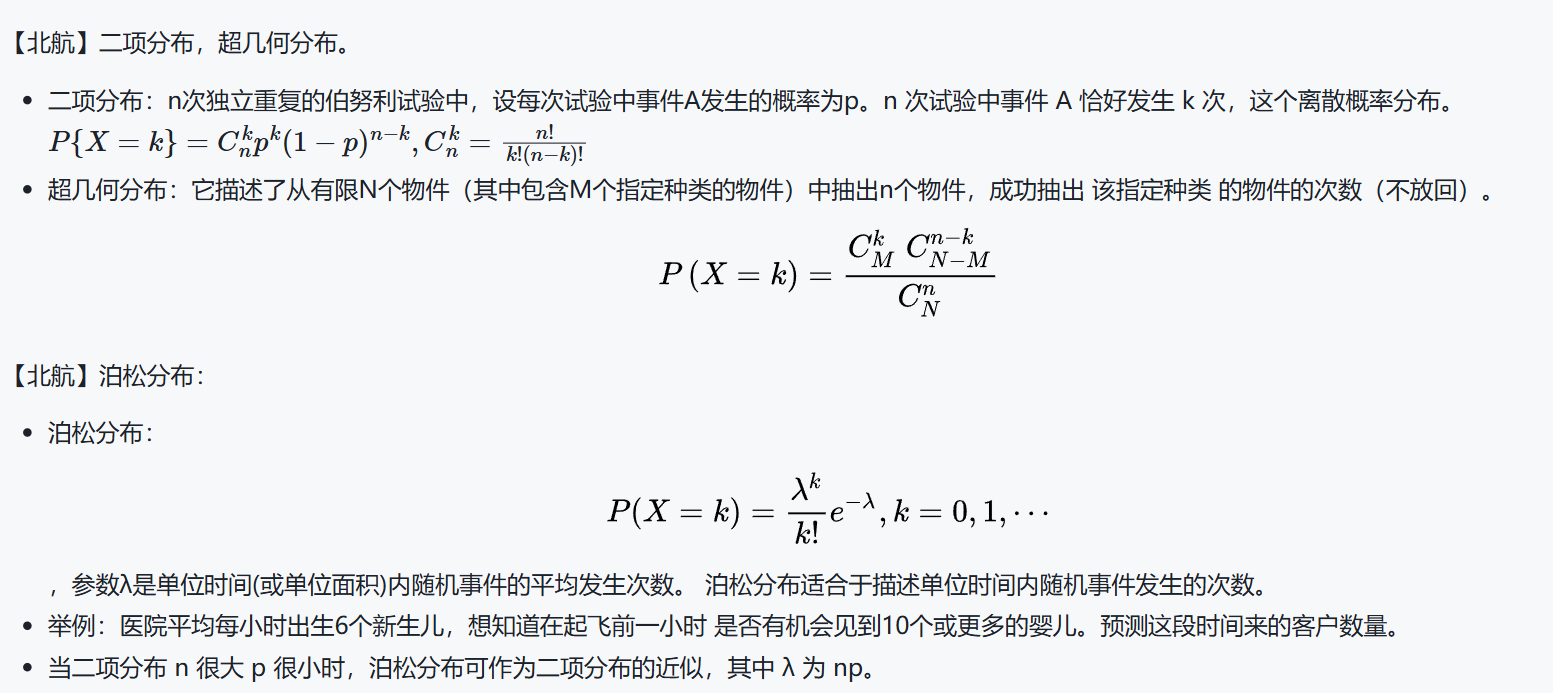 【北航】二项分布，超几何分布。
• 二项分布：n次独立重复的伯努利试验中，设每次试验中事件A发生的概率为p。n 次试验中事件 A 恰好发生 k 次，这个离散概率分布。
$P\{X=k\}=C_n^k p^k(1-p)^{n-k}, C_n^k=\frac{n!}{k!(n-k)!}$
• 超几何分布：它描述了从有限N个物件（其中包含M个指定种类的物件）中抽出n个物件，成功抽出 该指定种类 的物件的次数（不放回）。
$P(X=k)=\frac{C_M^k \ C_{N-M}^{n-k}}{C_N^n}$
【北航】泊松分布：
• 泊松分布：
$P(X=k)=\frac{\lambda^k}{k!}e^{-\lambda}, k=0,1,\cdots$
，参数λ是单位时间(或单位面积)内随机事件的平均发生次数。 泊松分布适合于描述单位时间内随机事件发生的次数。
• 举例：医院平均每小时出生6个新生儿，想知道在起飞前一小时 是否有机会见到10个或更多的婴儿。预测这段时间来的客户数量。
• 当二项分布 n 很大 p 很小时，泊松分布可作为二项分布的近似，其中 λ 为 np。